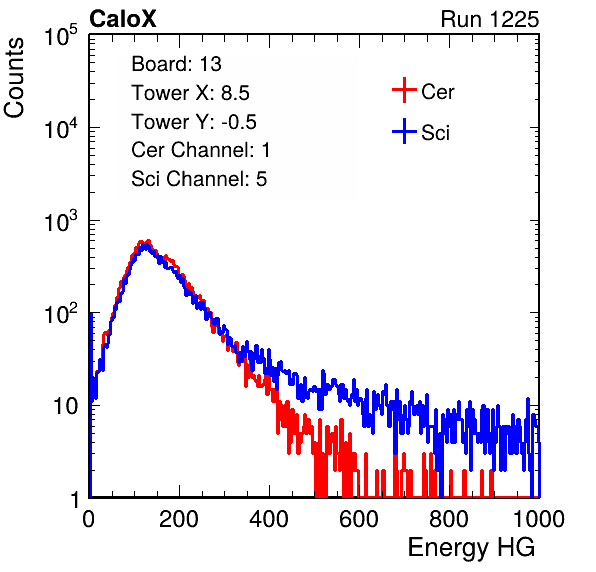 CaloX Run 1225
Counts
10^5
10^4
10^3
10^2
10
1
Board: 13
Tower X: 8.5
Tower Y: -0.5
Cer Channel: 1
Sci Channel: 5
Cer
Sci
0 200 400 600 800 1000
Energy HG